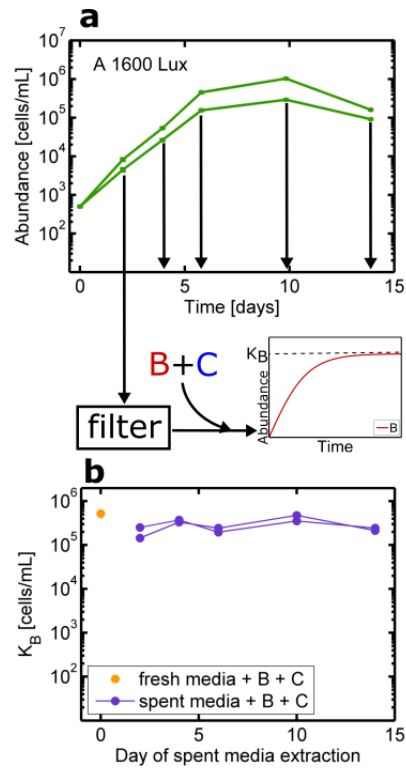 a
A 1600 Lux
Abundance [cells/mL]
10^7
10^6
10^5
10^4
10^3
10^2
0 5 10 15
Time [days]
B+C
filter
K_B
Abundance
B
Time
b
K_B [cells/mL]
10^6
10^5
10^4
10^3
10^2
fresh media + B + C
spent media + B + C
0 5 10 15
Day of spent media extraction